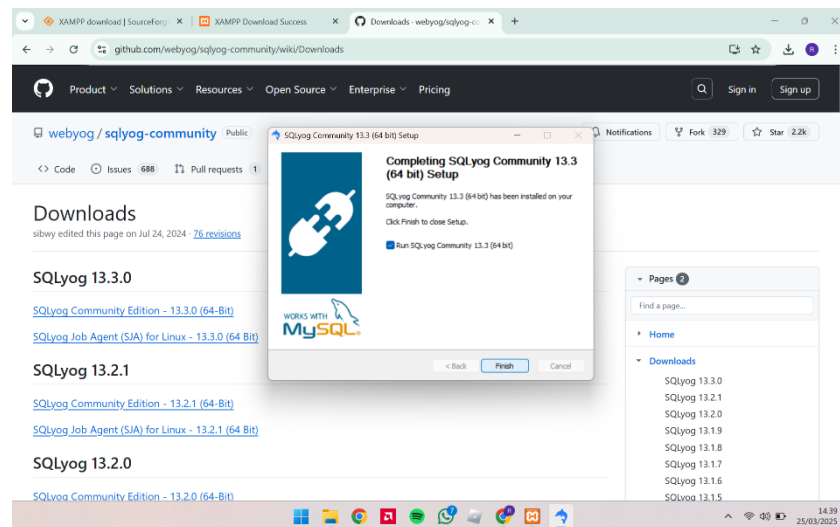 XAMPP download | SourceForg
XAMPP Download Success
Downloads · webyog/sqlyog-co
github.com/webyog/sqlyog-community/wiki/Downloads
R
Product
Solutions
Resources
Open Source
Enterprise
Pricing
Sign in
Sign up
webyog / sqlyog-community Public
Notifications
Fork 329
Star 2.2k
Code
Issues 688
Pull requests 1
Downloads
sibwy edited this page on Jul 24, 2024 · 76 revisions
SQLyog 13.3.0
SQLyog Community Edition - 13.3.0 (64-Bit)
SQLyog Job Agent (SJA) for Linux - 13.3.0 (64 Bit)
SQLyog 13.2.1
SQLyog Community Edition - 13.2.1 (64-Bit)
SQLyog Job Agent (SJA) for Linux - 13.2.1 (64 Bit)
SQLyog 13.2.0
SQLyog Community Edition - 13.2.0 (64-Bit)
SQLyog Community 13.3 (64 bit) Setup
Completing SQLyog Community 13.3
(64 bit) Setup
SQLyog Community 13.3 (64 bit) has been installed on your
computer.
Click Finish to close Setup.
Run SQLyog Community 13.3 (64 bit)
WORKS WITH
MySQL
< Back
Finish
Cancel
Pages 2
Find a page...
Home
Downloads
SQLyog 13.3.0
SQLyog 13.2.1
SQLyog 13.2.0
SQLyog 13.1.9
SQLyog 13.1.8
SQLyog 13.1.7
SQLyog 13.1.6
SQLyog 13.1.5
14.39
25/03/2025